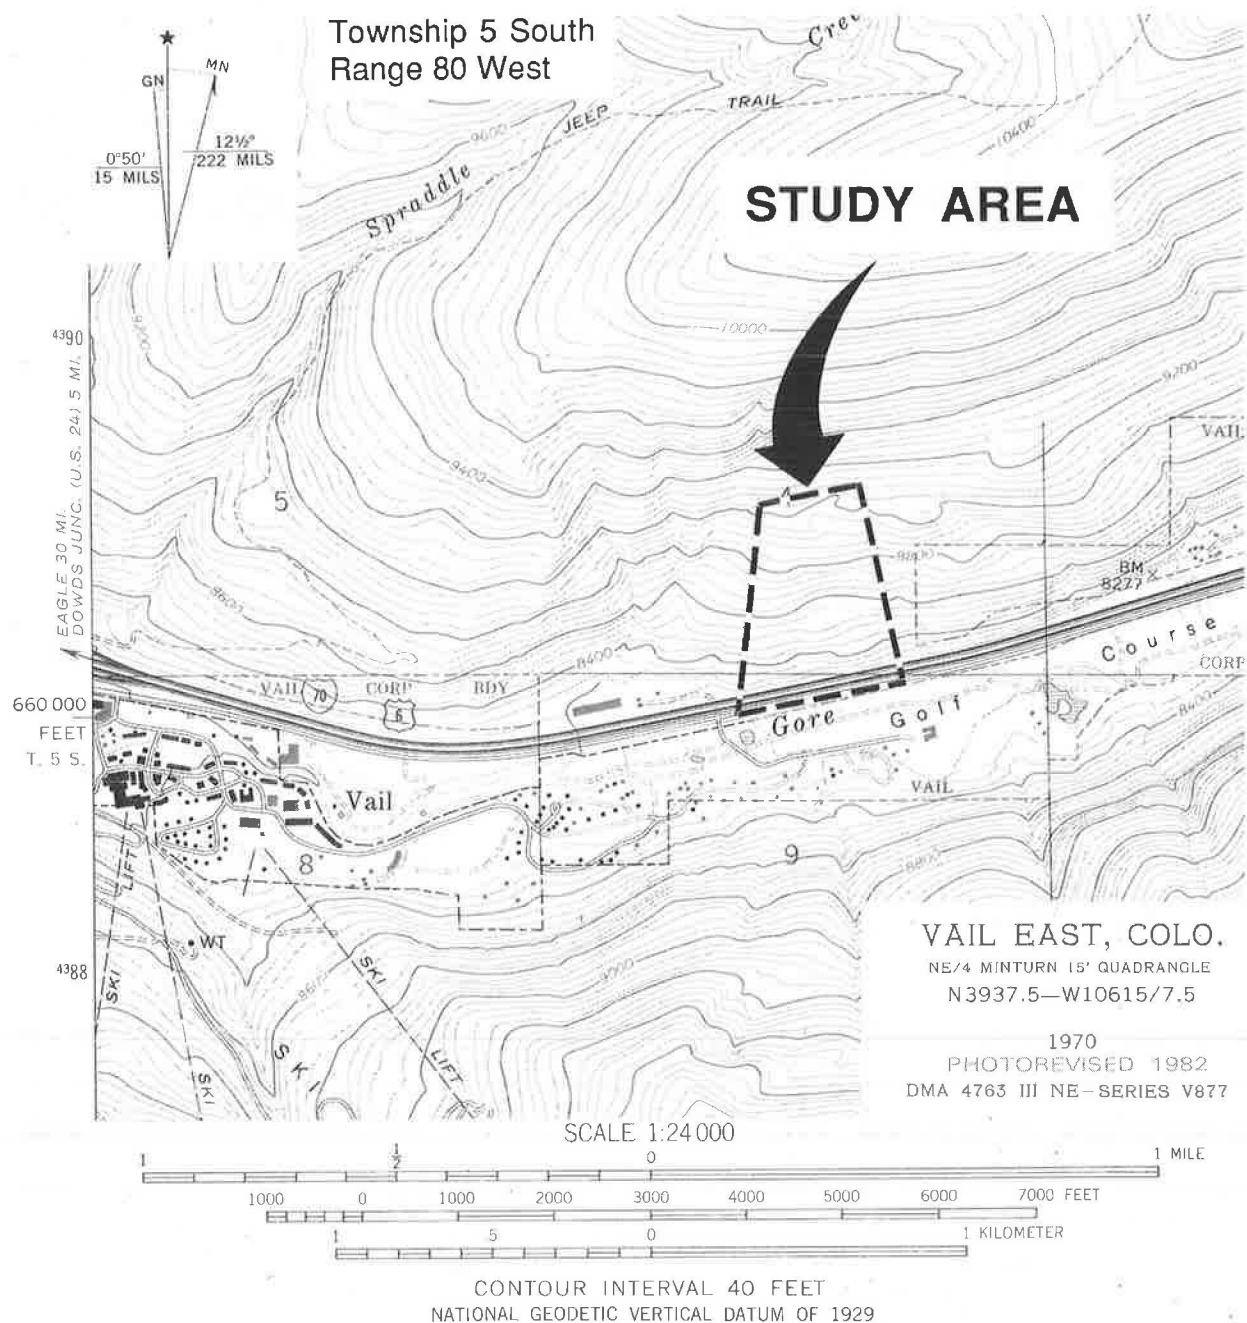 Township 5 South
Range 80 West
★
GN
MN
0°50'
15 MILS
12½°
222 MILS
Spraddle
Creek
JEEP
TRAIL
9600
10400
STUDY AREA
10000
4390
9200
9200
EAGLE 30 MI.
DOWDS JUNC. (U.S. 24) 5 MI.
9400
5
VAIL
BM
8277
8600
8400
Course
CORP
VAIL
70
CORP
BDY
6
660 000
FEET
T. 5 S.
Gore
Golf
8400
Vail
VAIL
8
9
8800
LIFT
WT
SKI
SKI
SKI
SKI
LIFT
9000
4388
VAIL EAST, COLO.
NE/4 MINTURN 15' QUADRANGLE
N3937.5—W10615/7.5
1970
PHOTOREVISED 1982
DMA 4763 III NE-SERIES V877
SCALE 1:24 000
1
½
0
1 MILE
1000
0
1000
2000
3000
4000
5000
6000
7000 FEET
1
5
0
1 KILOMETER
CONTOUR INTERVAL 40 FEET
NATIONAL GEODETIC VERTICAL DATUM OF 1929